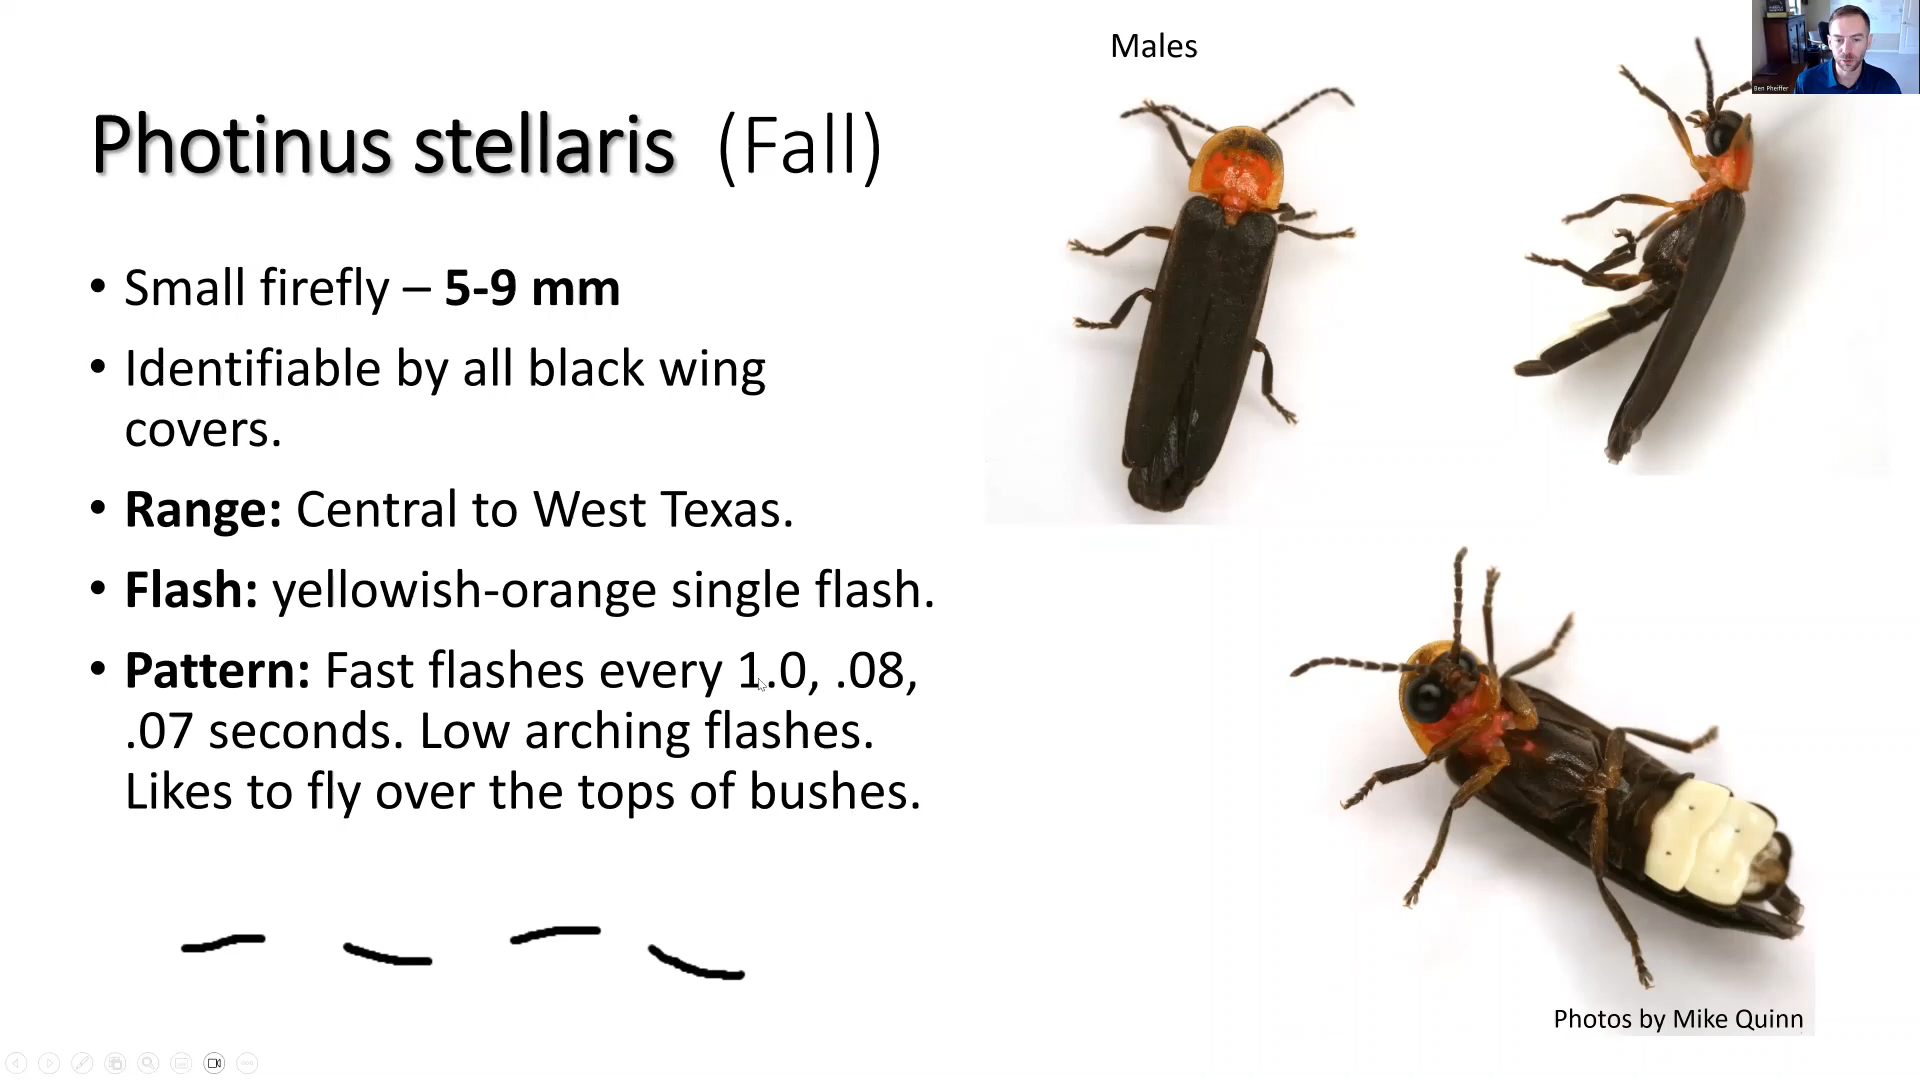 Males
Ben Pheiffer
Photinus stellaris (Fall)
• Small firefly – 5-9 mm
• Identifiable by all black wing
covers.
• Range: Central to West Texas.
• Flash: yellowish-orange single flash.
• Pattern: Fast flashes every 1.0, .08,
.07 seconds. Low arching flashes.
Likes to fly over the tops of bushes.
Photos by Mike Quinn